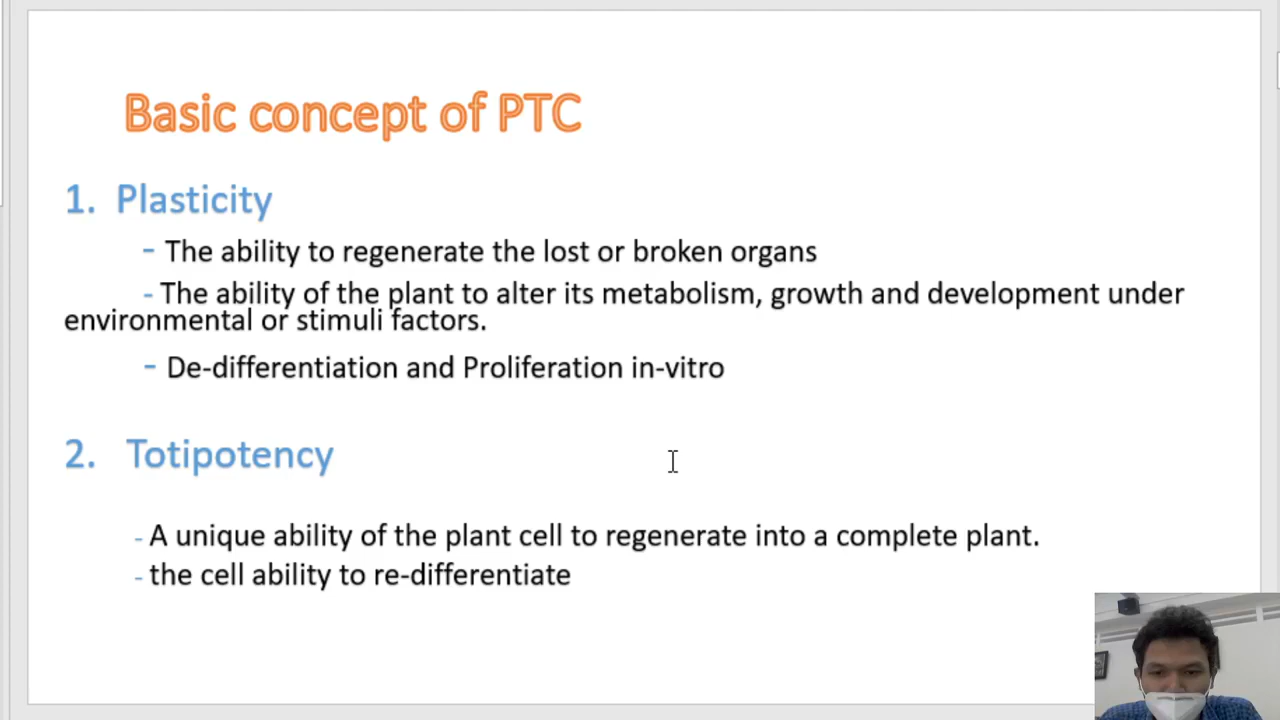 Basic concept of PTC
1. Plasticity
- The ability to regenerate the lost or broken organs
- The ability of the plant to alter its metabolism, growth and development under
environmental or stimuli factors.
- De-differentiation and Proliferation in-vitro
2. Totipotency
- A unique ability of the plant cell to regenerate into a complete plant.
- the cell ability to re-differentiate